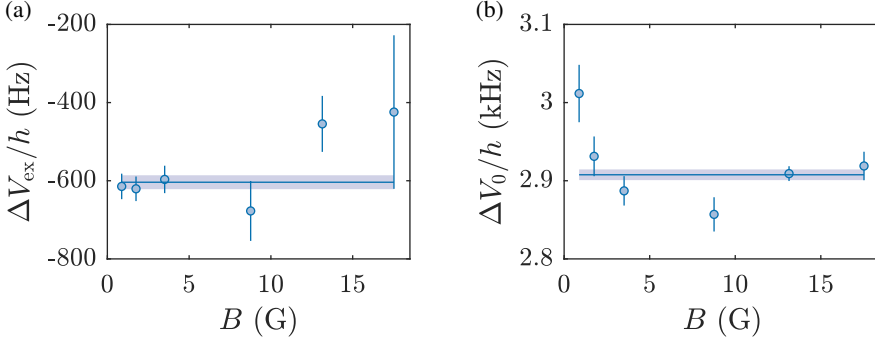 (a)
-200
-400
-600
-800
ΔV_ex/h (Hz)
0
5
10
15
B (G)
(b)
3.1
3
2.9
2.8
ΔV_0/h (kHz)
0
5
10
15
B (G)